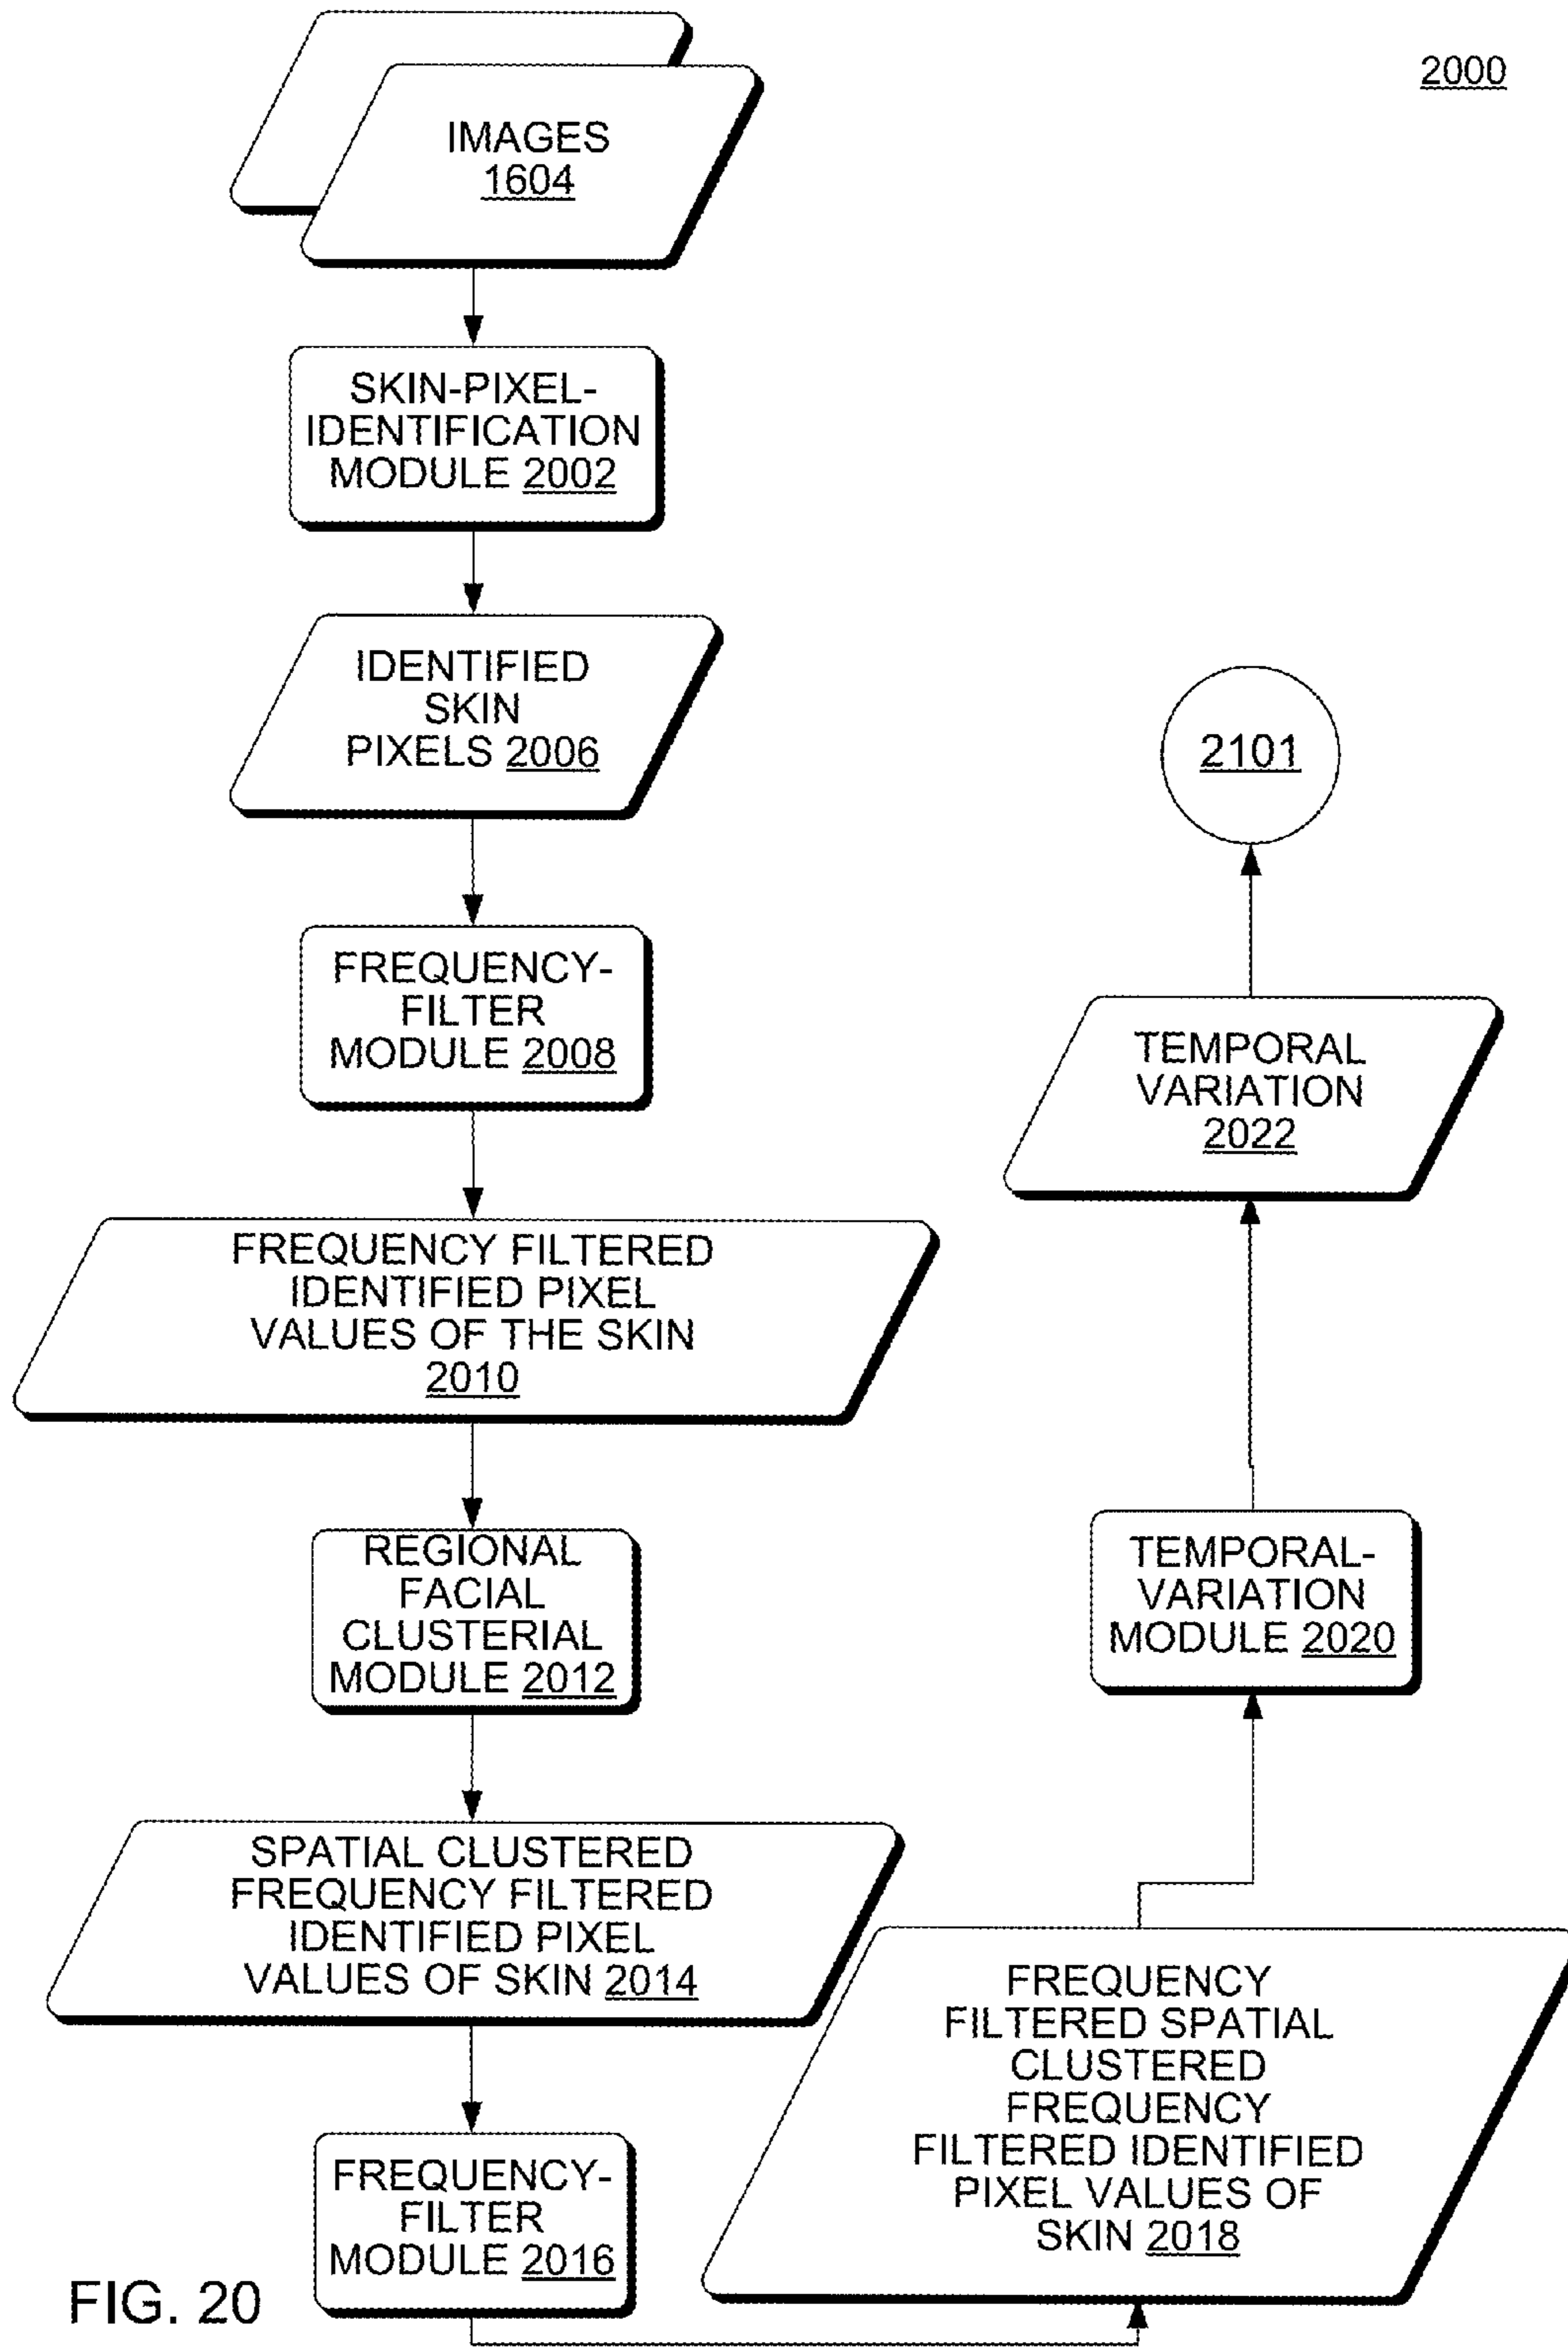 2000
IMAGES
1604
SKIN-PIXEL-
IDENTIFICATION
MODULE 2002
IDENTIFIED
SKIN
PIXELS 2006
FREQUENCY-
FILTER
MODULE 2008
FREQUENCY FILTERED
IDENTIFIED PIXEL
VALUES OF THE SKIN
2010
REGIONAL
FACIAL
CLUSTERIAL
MODULE 2012
SPATIAL CLUSTERED
FREQUENCY FILTERED
IDENTIFIED PIXEL
VALUES OF SKIN 2014
FREQUENCY-
FILTER
MODULE 2016
FREQUENCY
FILTERED SPATIAL
CLUSTERED
FREQUENCY
FILTERED IDENTIFIED
PIXEL VALUES OF
SKIN 2018
TEMPORAL-
VARIATION
MODULE 2020
TEMPORAL
VARIATION
2022
2101
FIG. 20